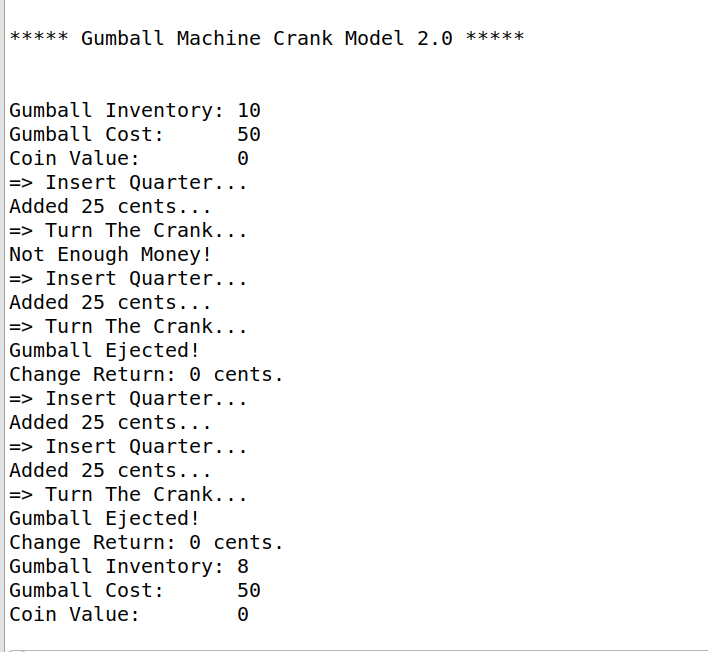 ***** Gumball Machine Crank Model 2.0 *****
Gumball Inventory: 10
Gumball Cost:      50
Coin Value:        0
=> Insert Quarter...
Added 25 cents...
=> Turn The Crank...
Not Enough Money!
=> Insert Quarter...
Added 25 cents...
=> Turn The Crank...
Gumball Ejected!
Change Return: 0 cents.
=> Insert Quarter...
Added 25 cents...
=> Insert Quarter...
Added 25 cents...
=> Turn The Crank...
Gumball Ejected!
Change Return: 0 cents.
Gumball Inventory: 8
Gumball Cost:      50
Coin Value:        0